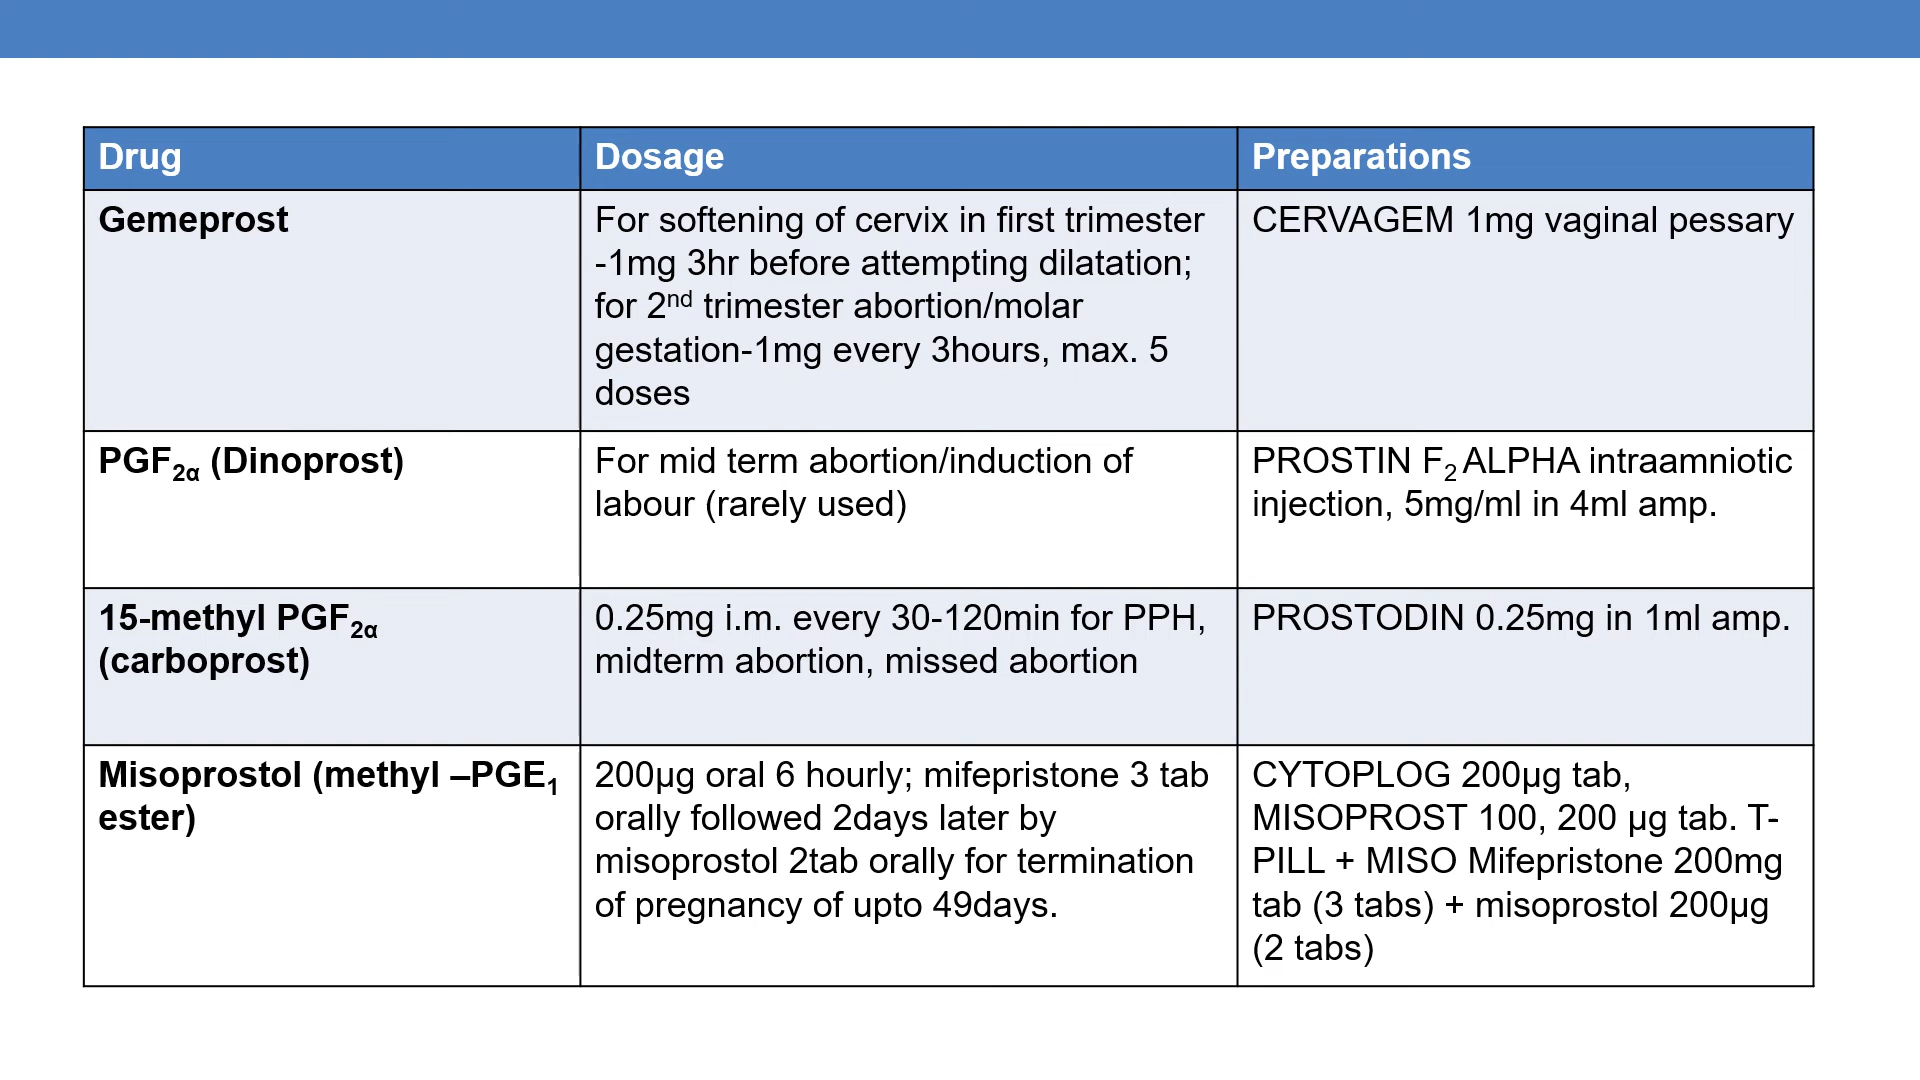 Drug
Dosage
Preparations
Gemeprost
For softening of cervix in first trimester
-1mg 3hr before attempting dilatation;
for 2nd trimester abortion/molar
gestation-1mg every 3hours, max. 5
doses
CERVAGEM 1mg vaginal pessary
PGF2α (Dinoprost)
For mid term abortion/induction of
labour (rarely used)
PROSTIN F2 ALPHA intraamniotic
injection, 5mg/ml in 4ml amp.
15-methyl PGF2α
(carboprost)
0.25mg i.m. every 30-120min for PPH,
midterm abortion, missed abortion
PROSTODIN 0.25mg in 1ml amp.
Misoprostol (methyl –PGE1
ester)
200µg oral 6 hourly; mifepristone 3 tab
orally followed 2days later by
misoprostol 2tab orally for termination
of pregnancy of upto 49days.
CYTOPLOG 200µg tab,
MISOPROST 100, 200 µg tab. T-
PILL + MISO Mifepristone 200mg
tab (3 tabs) + misoprostol 200µg
(2 tabs)